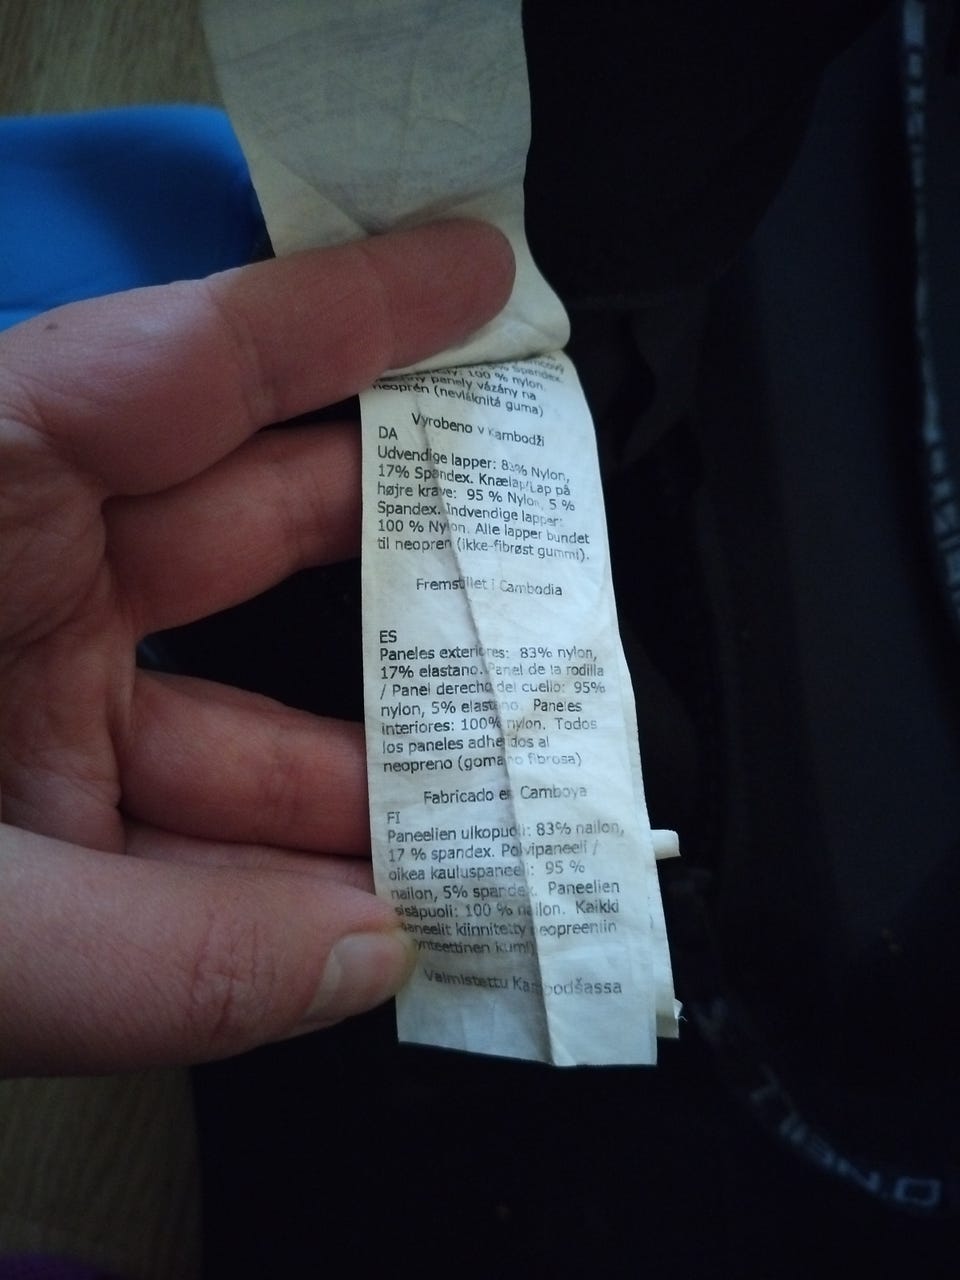 100 % nylon
panely vázány na
neoprén (nevláknitá guma)
Vyrobeno v Kambodži
DA
Udvendige lapper: 83% Nylon,
17% Spandex. Knælap/Lap på
højre krave: 95 % Nylon, 5 %
Spandex. Indvendige lapper:
100 % Nylon. Alle lapper bundet
til neopren (ikke-fibrøst gummi).
Fremstillet i Cambodia
ES
Paneles exteriores: 83% nylon,
17% elastano. Panel de la rodilla
/ Panel derecho del cuello: 95%
nylon, 5% elastano. Paneles
interiores: 100% nylon. Todos
los paneles adheridos al
neopreno (goma no fibrosa)
Fabricado en Camboya
FI
Paneelien ulkopuoli: 83% nailon,
17 % spandex. Polvipaneeli /
oikea kauluspaneeli: 95 %
nailon, 5% spandex. Paneelien
sisäpuoli: 100 % nailon. Kaikki
paneelit kiinnitetty neopreeniin
kumi)
Valmistettu Kambodšassa
O'NEILL